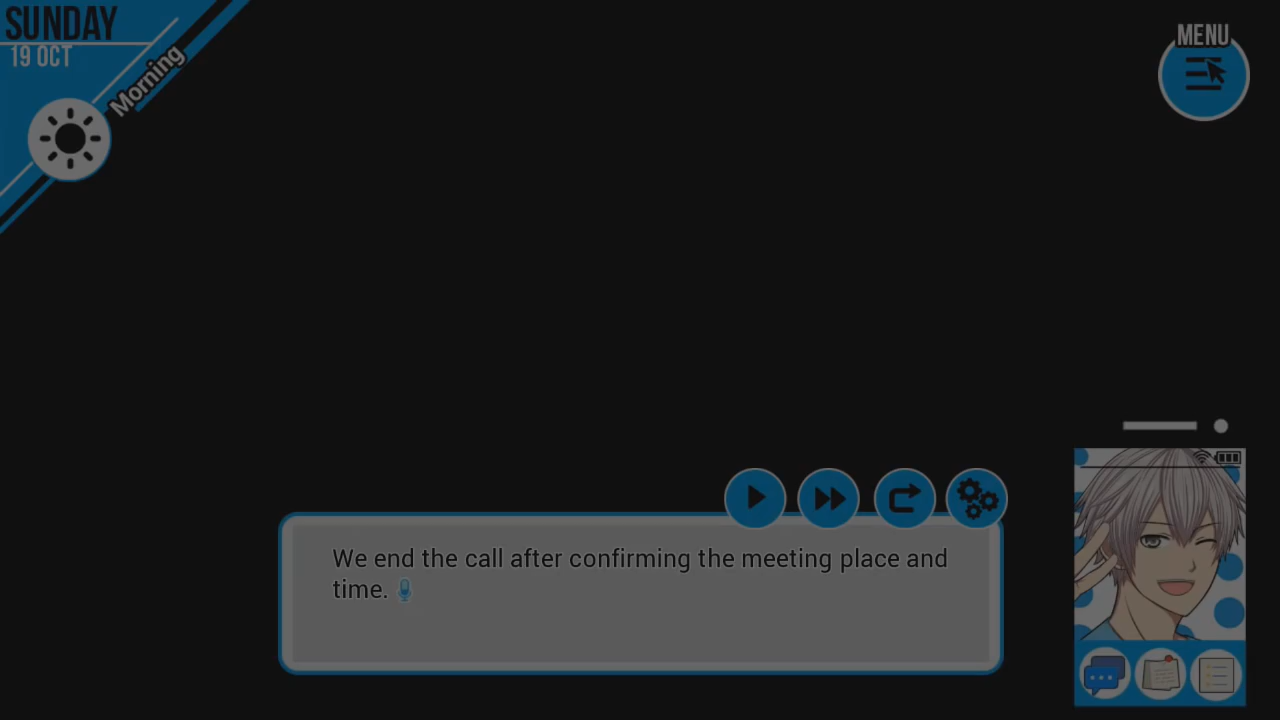 SUNDAY
19 OCT
Morning
MENU
We end the call after confirming the meeting place and
time.